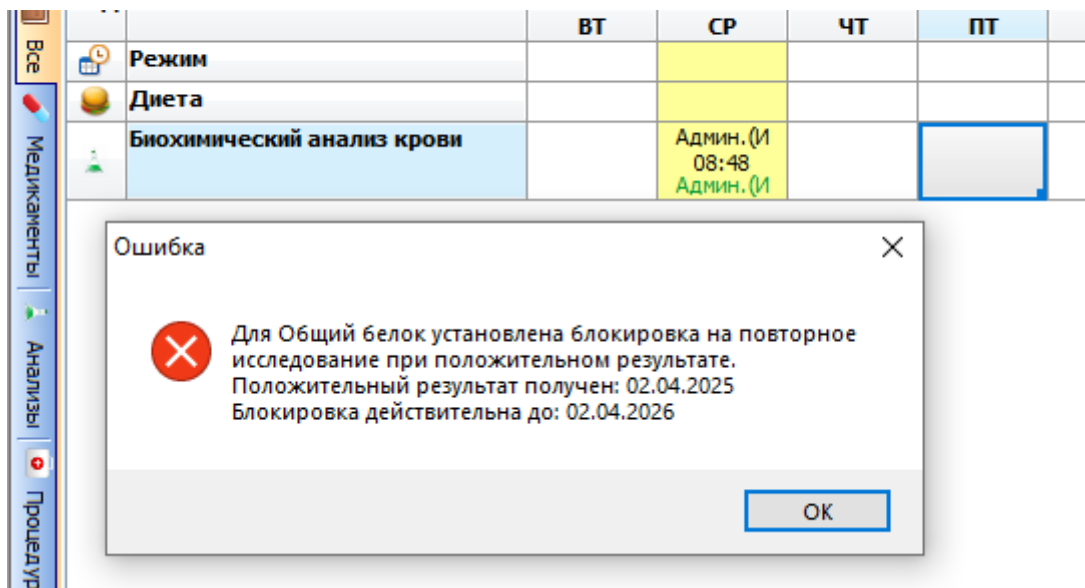 ВТ СР ЧТ ПТ
Режим
Диета
Биохимический анализ крови
Админ.(И
08:48
Админ.(И
Все
Медикаменты
Анализы
Процедур
Ошибка
Для Общий белок установлена блокировка на повторное
исследование при положительном результате.
Положительный результат получен: 02.04.2025
Блокировка действительна до: 02.04.2026
ОК